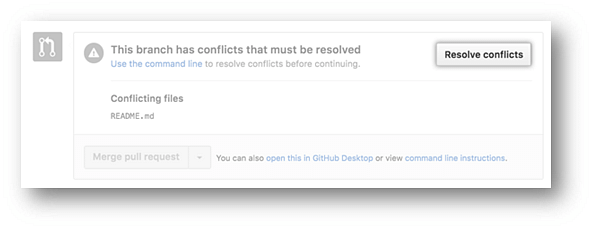 This branch has conflicts that must be resolved
Use the command line to resolve conflicts before continuing.
Resolve conflicts
Conflicting files
README.md
Merge pull request
You can also open this in GitHub Desktop or view command line instructions.